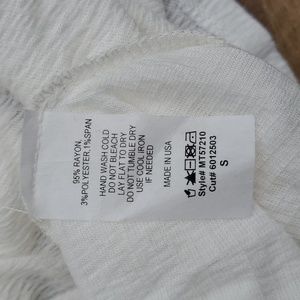 95% RAYON,
3%POLYESTER,1%SPAN
HAND WASH COLD
DO NOT BLEACH
LAY FLAT TO DRY
DO NOT TUMBLE DRY
USE COOL IRON
IF NEEDED
MADE IN USA
Style# MT57210
Cut# 6012503
S